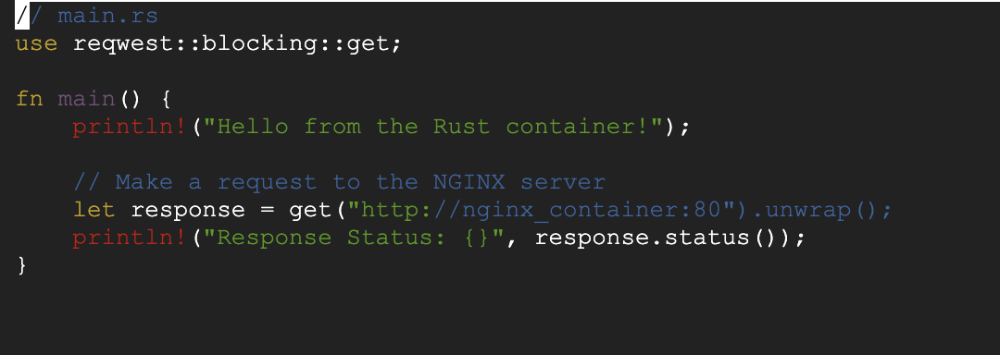 // main.rs
use reqwest::blocking::get;
fn main() {
    println!("Hello from the Rust container!");
    // Make a request to the NGINX server
    let response = get("http://nginx_container:80").unwrap();
    println!("Response Status: {}", response.status());
}